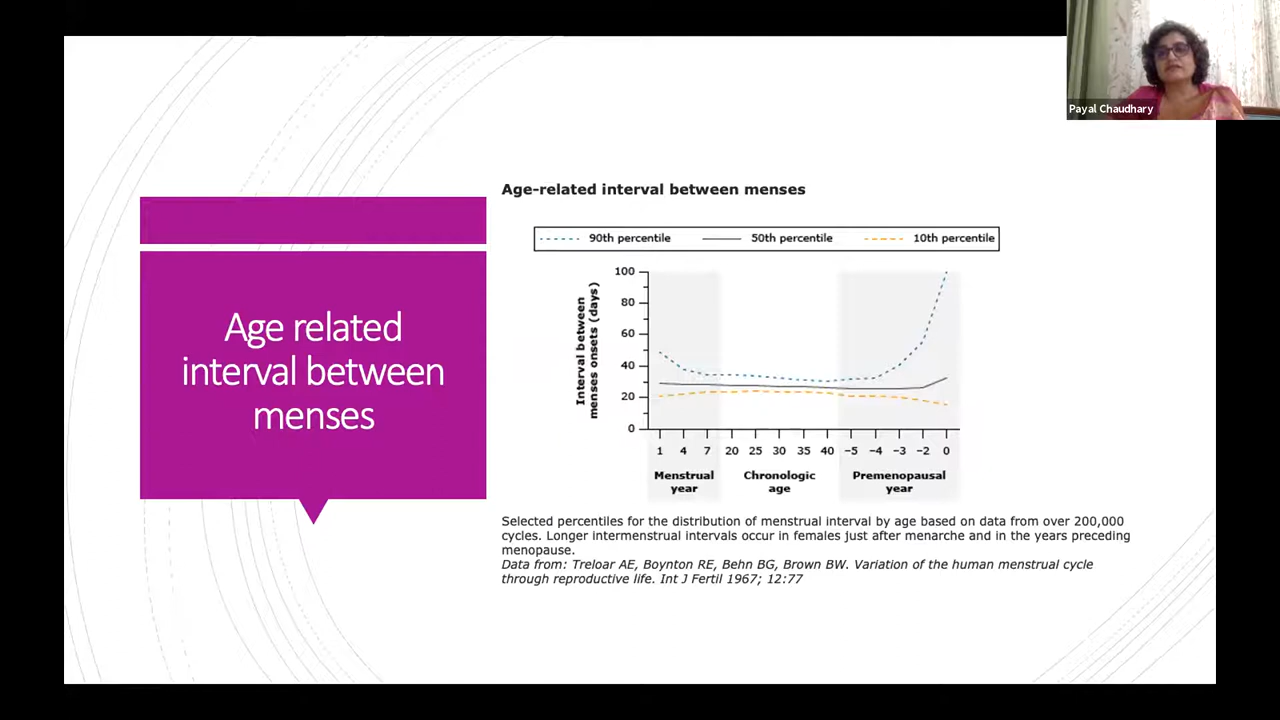 Payal Chaudhary
Age related
interval between
menses
Age-related interval between menses
90th percentile 50th percentile 10th percentile
Interval between
menses onsets (days)
100
80
60
40
20
0
1 4 7 20 25 30 35 40 −5 −4 −3 −2 0
Menstrual
year
Chronologic
age
Premenopausal
year
Selected percentiles for the distribution of menstrual interval by age based on data from over 200,000
cycles. Longer intermenstrual intervals occur in females just after menarche and in the years preceding
menopause.
Data from: Treloar AE, Boynton RE, Behn BG, Brown BW. Variation of the human menstrual cycle
through reproductive life. Int J Fertil 1967; 12:77